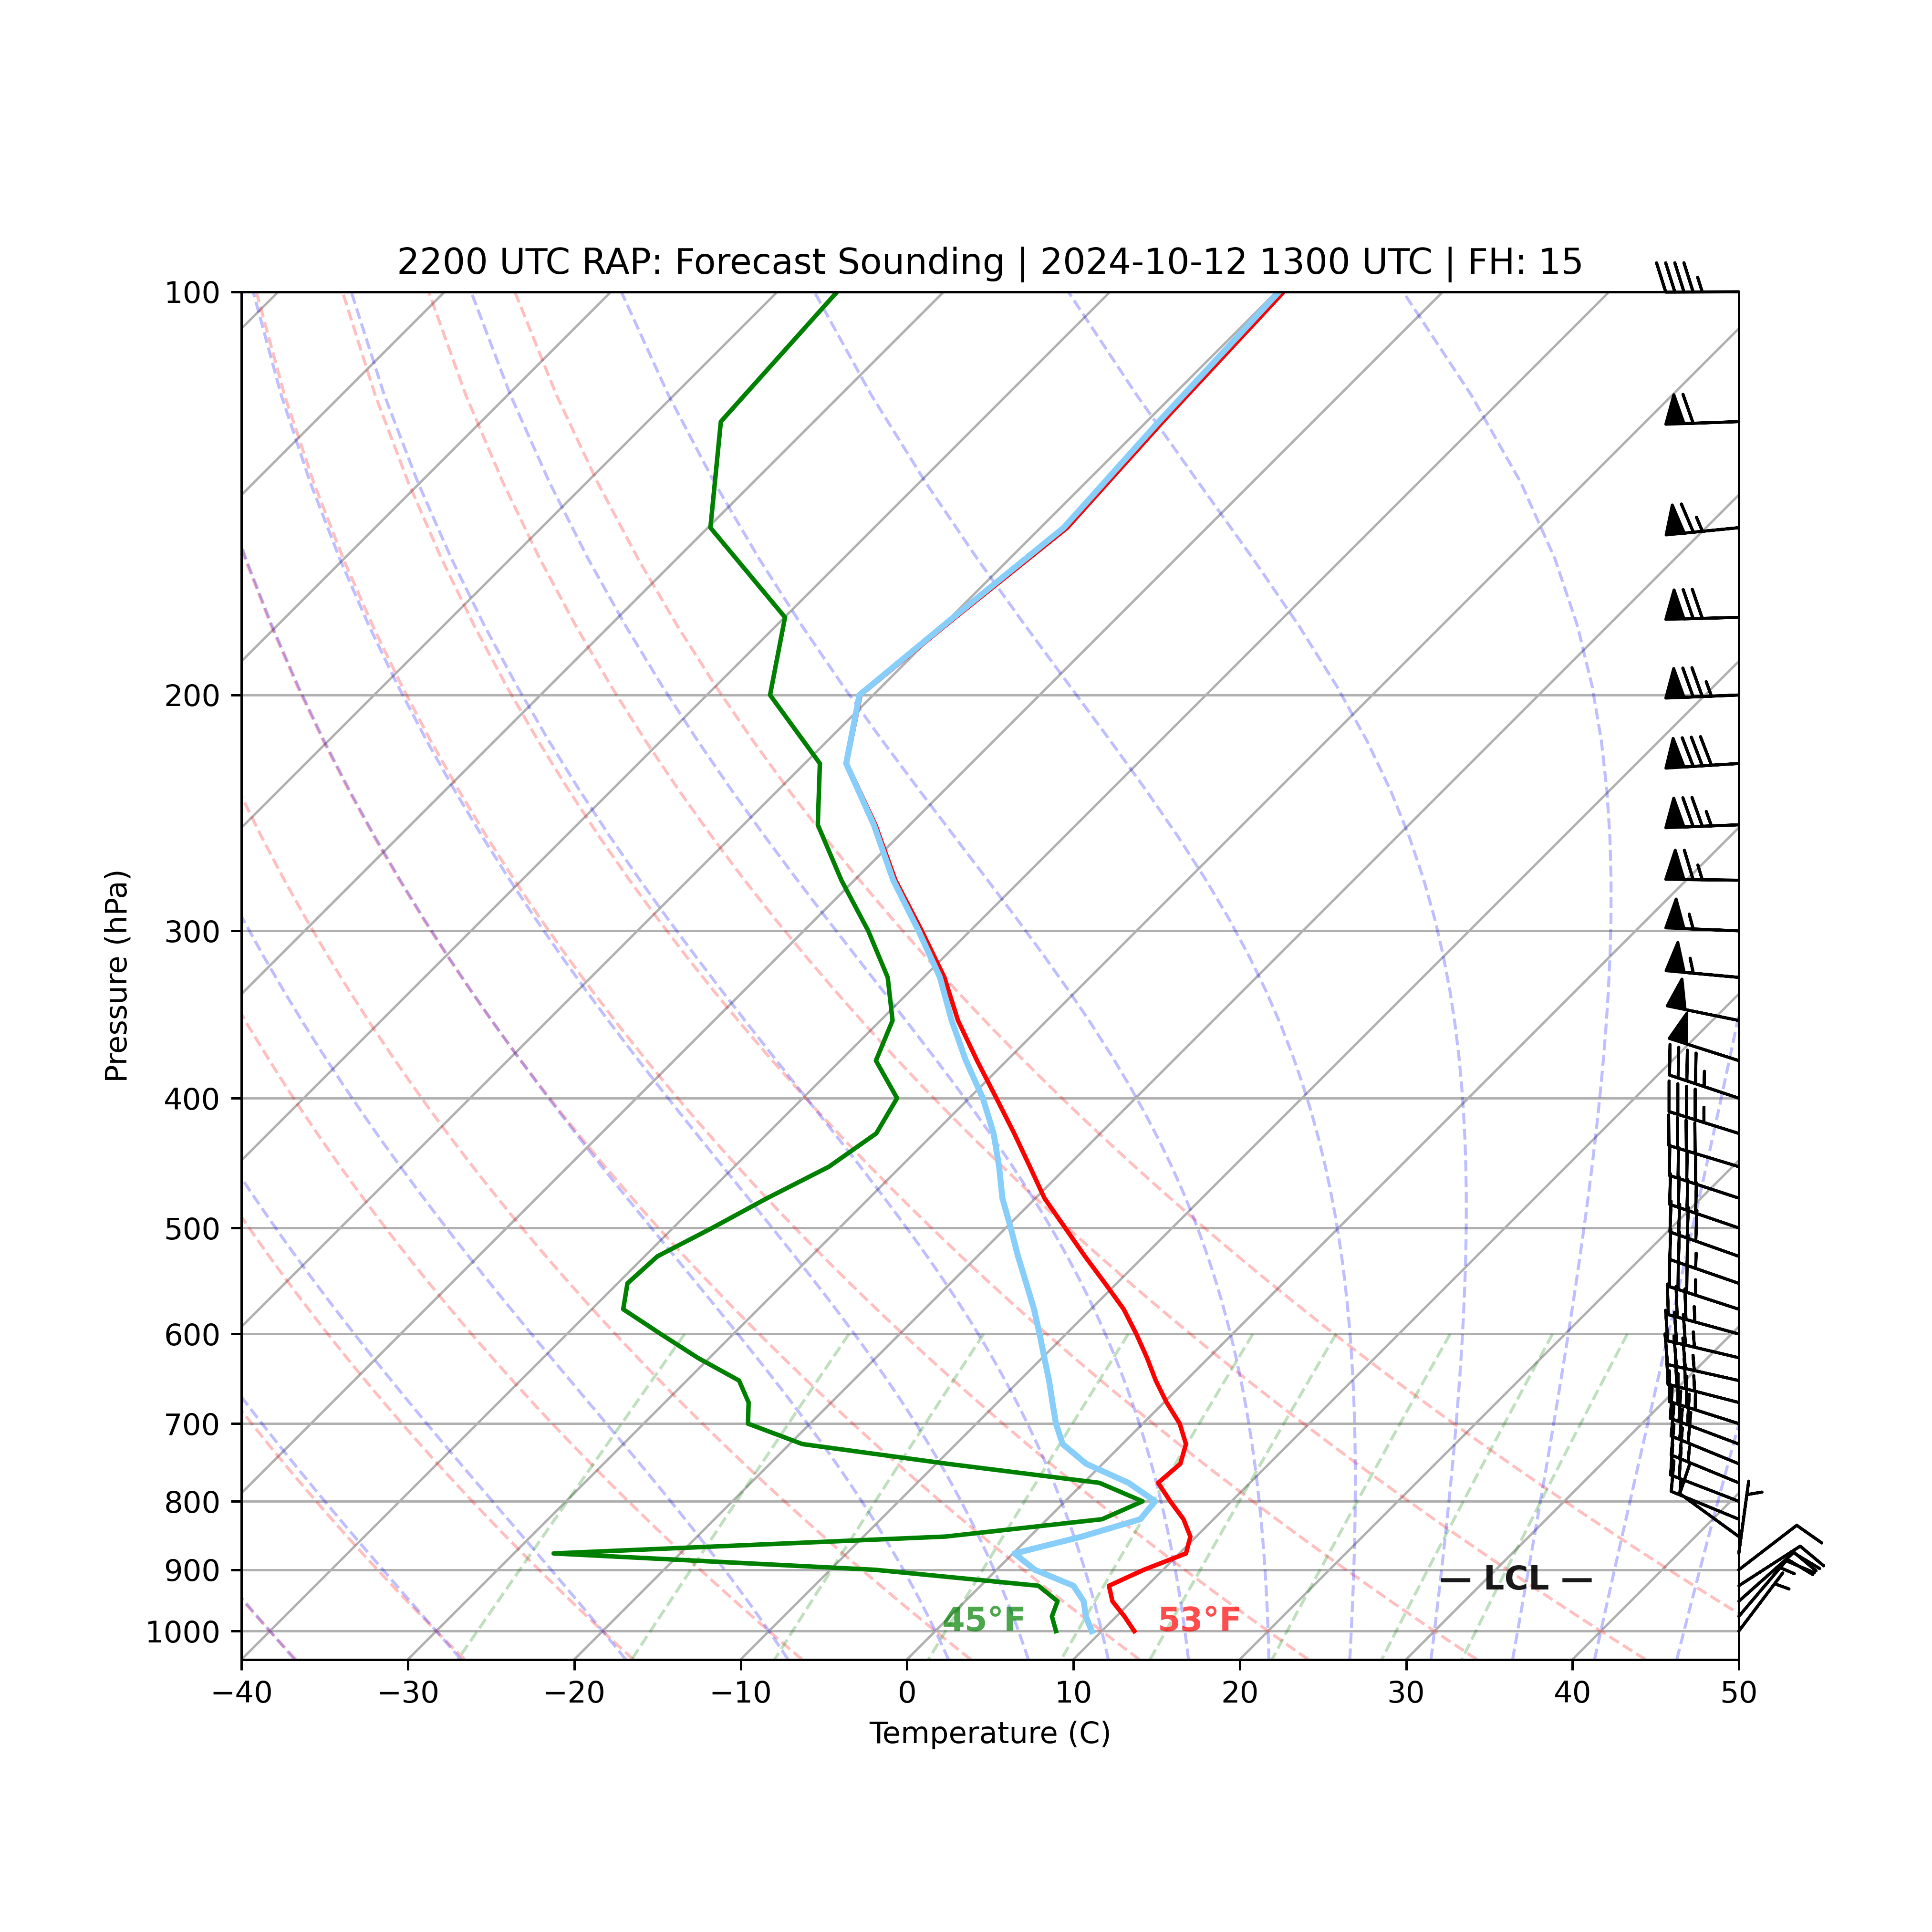 2200 UTC RAP: Forecast Sounding | 2024-10-12 1300 UTC | FH: 15
100
200
300
400
500
600
700
800
900
1000
Pressure (hPa)
— LCL —
45°F
53°F
−40 −30 −20 −10 0 10 20 30 40 50
Temperature (C)